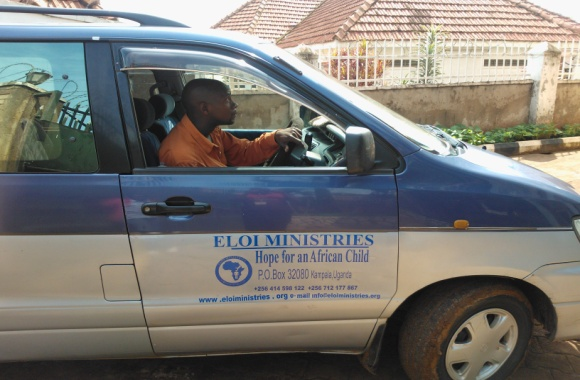 ELOI MINISTRIES
Hope for an African Child
P.O.Box 32080 Kampala,Uganda
+256 414 598 122 +256 712 177 967
www.eloiministries.org e-mail info@eloiministries.org